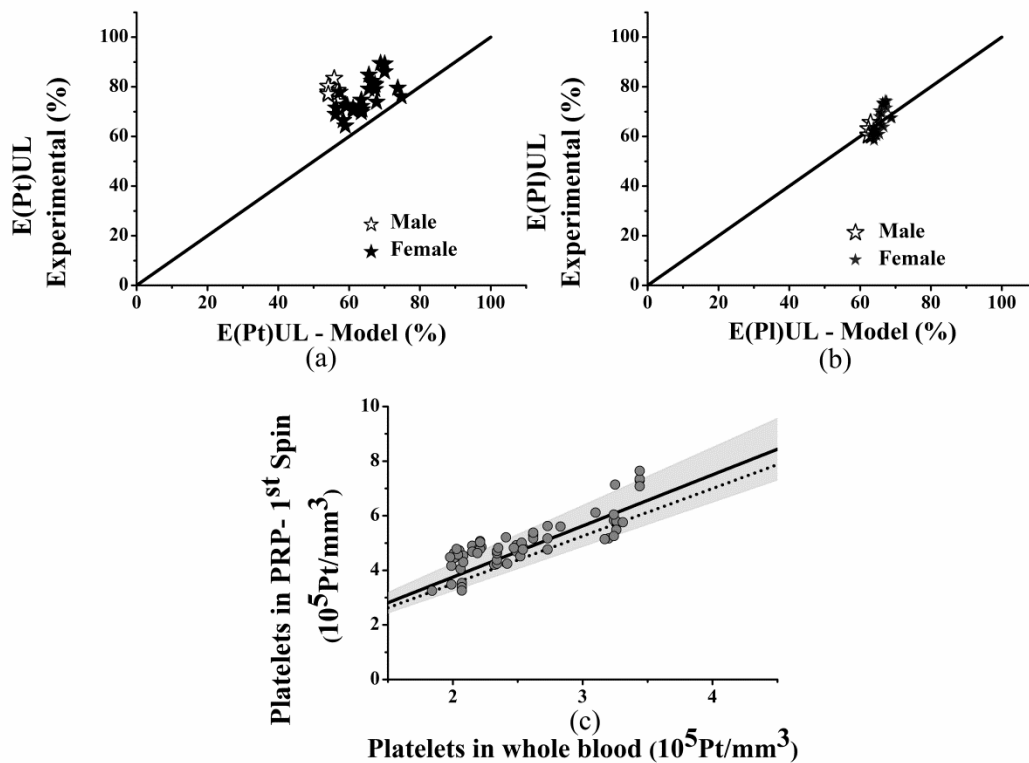 E(Pt)UL
Experimental (%)
100
80
60
40
20
0
Male
Female
0 20 40 60 80 100
E(Pt)UL - Model (%)
(a)
E(Pl)UL
Experimental (%)
100
80
60
40
20
0
Male
Female
0 20 40 60 80 100
E(Pl)UL - Model (%)
(b)
Platelets in PRP- 1st Spin
(10⁵Pt/mm³)
10
8
6
4
2
0
2 3 4
(c)
Platelets in whole blood (10⁵Pt/mm³)